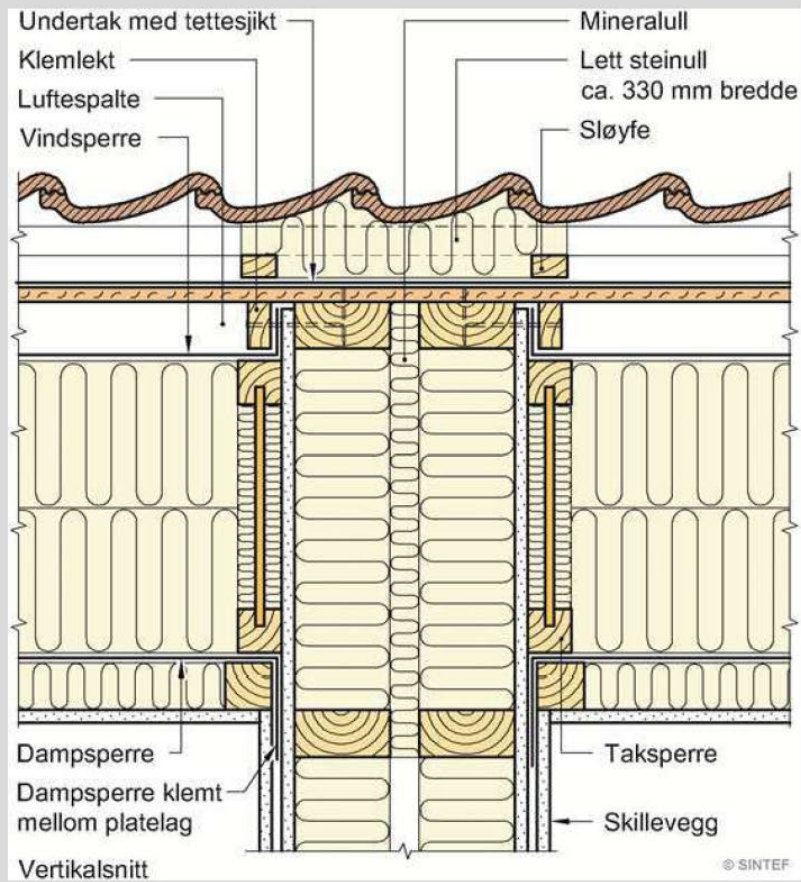 Undertak med tettesjikt
Klemlekt
Luftespalte
Vindsperre
Mineralull
Lett steinull
ca. 330 mm bredde
Sløyfe
Dampsperre
Dampsperre klemt
mellom platelag
Taksperre
Skillevegg
Vertikalsnitt
© SINTEF